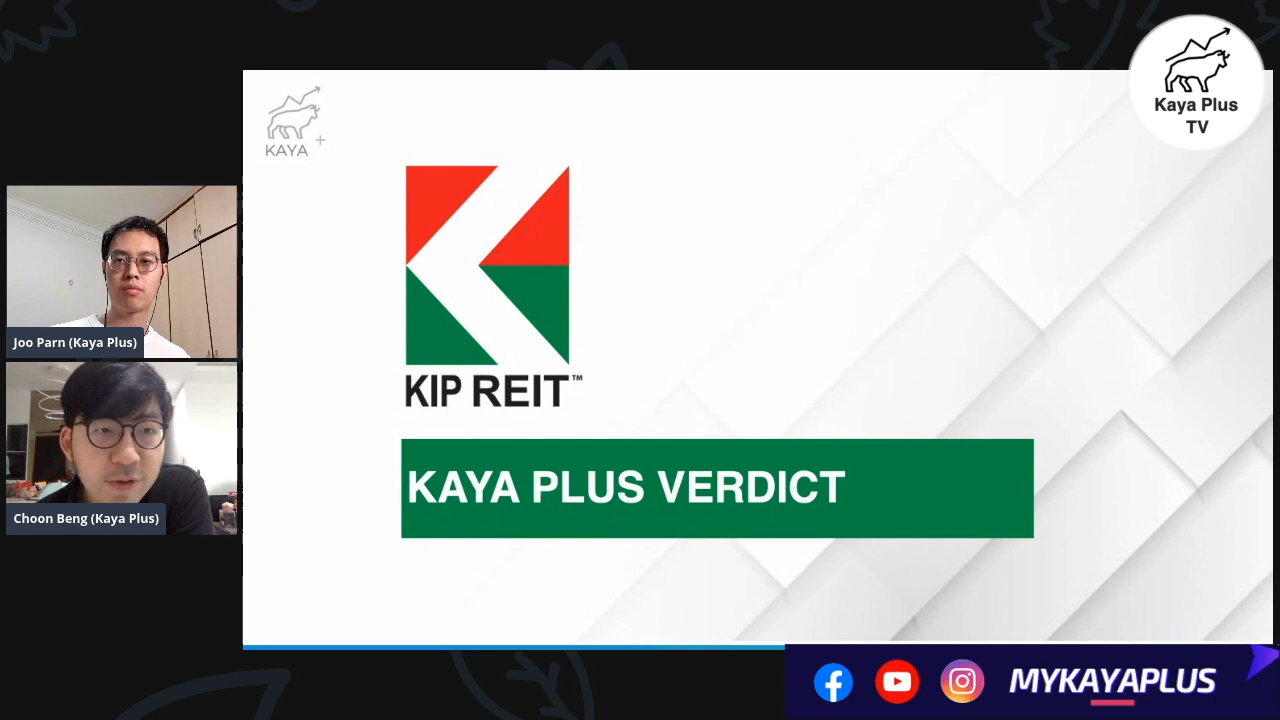 Kaya Plus
TV
KAYA +
KIP REIT™
KAYA PLUS VERDICT
Joo Parn (Kaya Plus)
Choon Beng (Kaya Plus)
MYKAYAPLUS